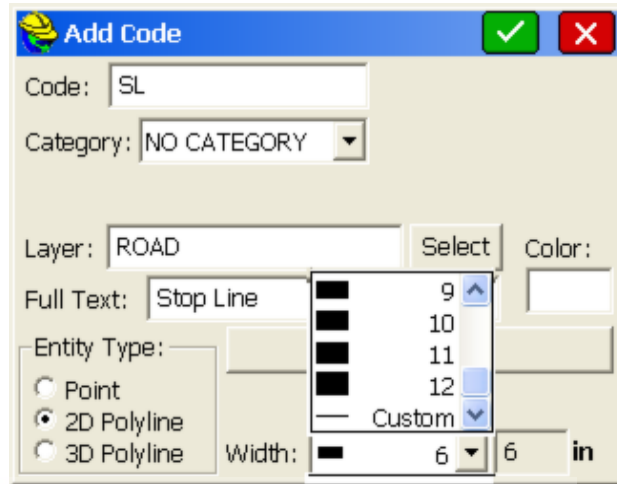 Add Code
Code: SL
Category: NO CATEGORY
Layer: ROAD Select Color:
Full Text: Stop Line
9
10
11
12
Custom
Entity Type:
Point
2D Polyline
3D Polyline
Width: 6 6 in